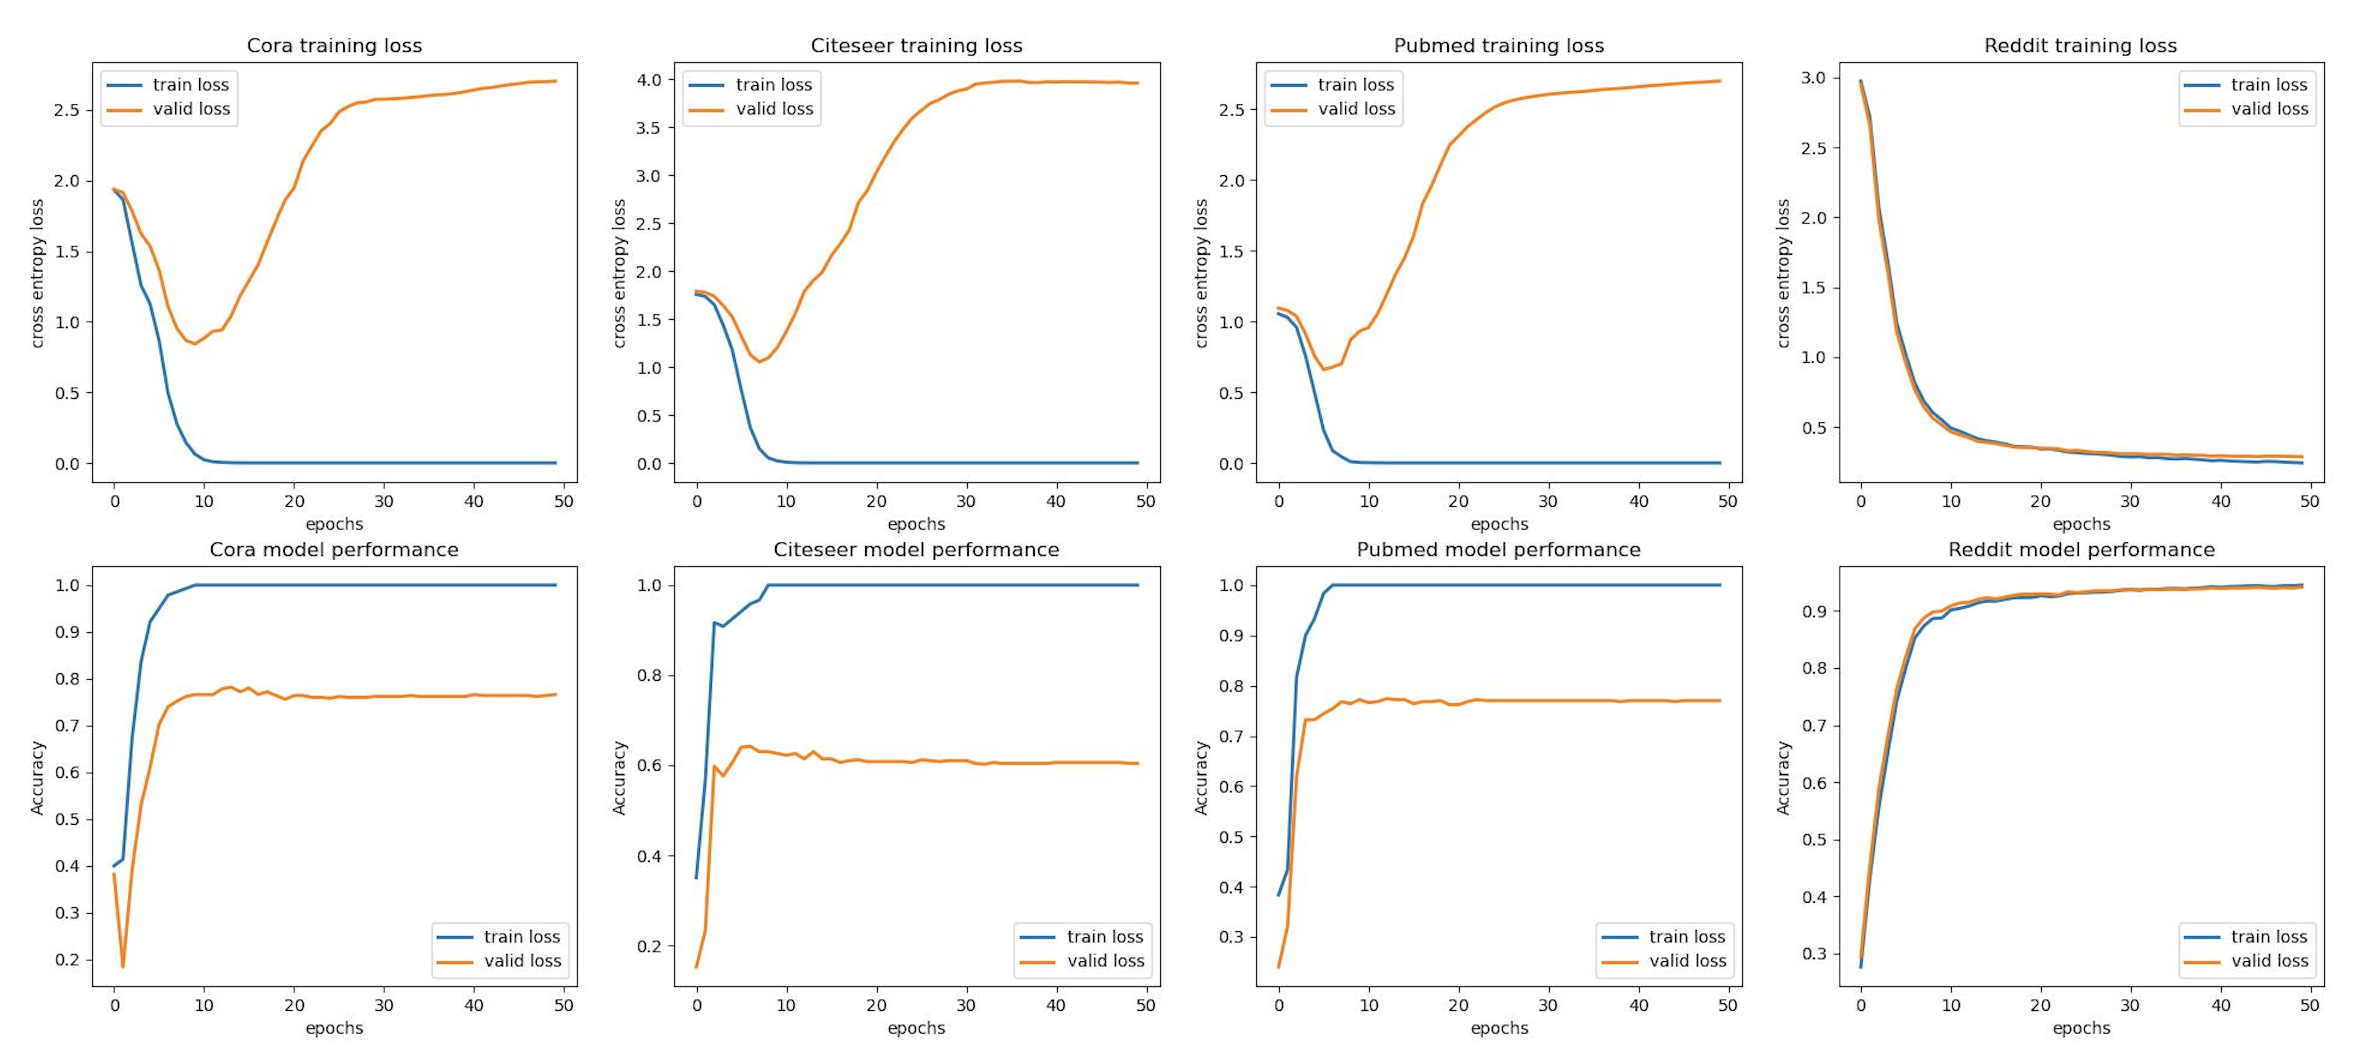 Cora training loss
train loss
valid loss
cross entropy loss
2.5
2.0
1.5
1.0
0.5
0.0
0 10 20 30 40 50
epochs
Citeseer training loss
train loss
valid loss
cross entropy loss
4.0
3.5
3.0
2.5
2.0
1.5
1.0
0.5
0.0
0 10 20 30 40 50
epochs
Pubmed training loss
train loss
valid loss
cross entropy loss
2.5
2.0
1.5
1.0
0.5
0.0
0 10 20 30 40 50
epochs
Reddit training loss
train loss
valid loss
cross entropy loss
3.0
2.5
2.0
1.5
1.0
0.5
0 10 20 30 40 50
epochs
Cora model performance
Accuracy
1.0
0.9
0.8
0.7
0.6
0.5
0.4
0.3
0.2
train loss
valid loss
0 10 20 30 40 50
epochs
Citeseer model performance
Accuracy
1.0
0.8
0.6
0.4
0.2
train loss
valid loss
0 10 20 30 40 50
epochs
Pubmed model performance
Accuracy
1.0
0.9
0.8
0.7
0.6
0.5
0.4
0.3
train loss
valid loss
0 10 20 30 40 50
epochs
Reddit model performance
Accuracy
0.9
0.8
0.7
0.6
0.5
0.4
0.3
train loss
valid loss
0 10 20 30 40 50
epochs